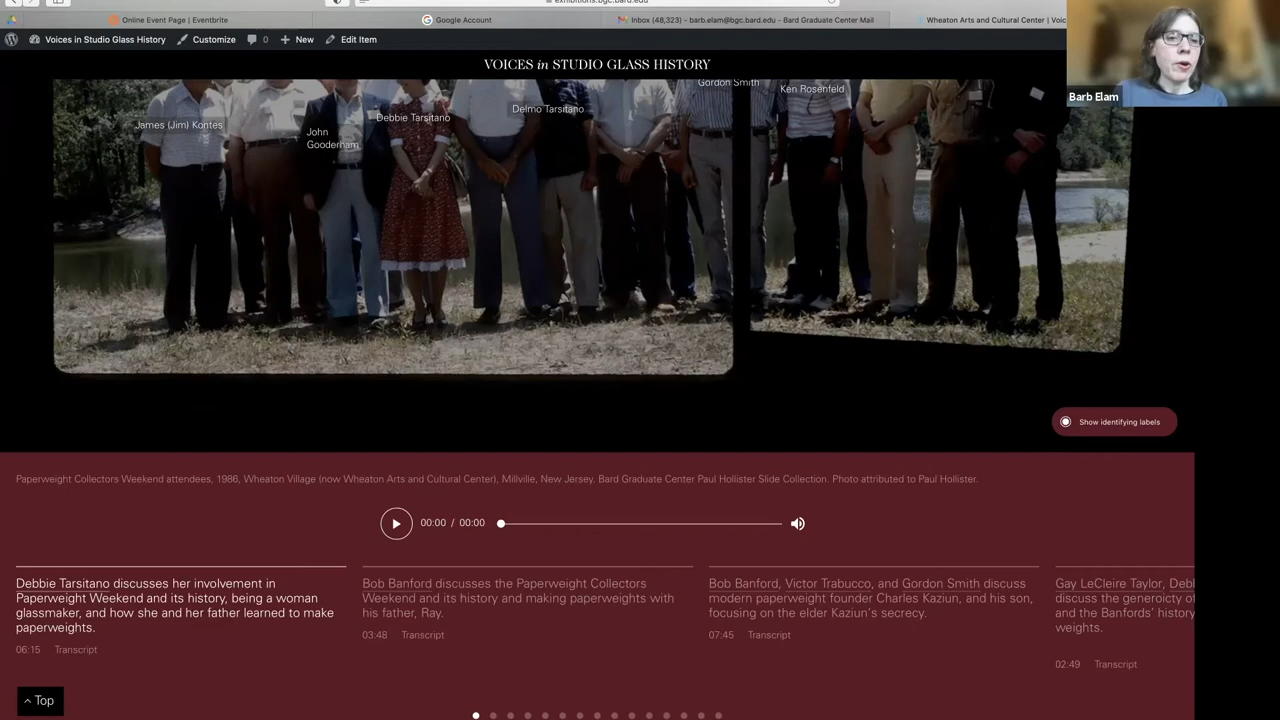 exhibitions.bgc.bard.edu
Online Event Page | Eventbrite
Google Account
Inbox (48,323) - barb.elam@bgc.bard.edu - Bard Graduate Center Mail
Wheaton Arts and Cultural Center | Voic
Voices in Studio Glass History
Customize
0
New
Edit Item
Barb Elam
VOICES in STUDIO GLASS HISTORY
Gordon Smith
Ken Rosenfeld
Delmo Tarsitano
Debbie Tarsitano
James (Jim) Kontes
John
Gooderham
Show identifying labels
Paperweight Collectors Weekend attendees, 1986, Wheaton Village (now Wheaton Arts and Cultural Center), Millville, New Jersey. Bard Graduate Center Paul Hollister Slide Collection. Photo attributed to Paul Hollister.
00:00 / 00:00
Debbie Tarsitano discusses her involvement in
Paperweight Weekend and its history, being a woman
glassmaker, and how she and her father learned to make
paperweights.
06:15 Transcript
Bob Banford discusses the Paperweight Collectors
Weekend and its history and making paperweights with
his father, Ray.
03:48 Transcript
Bob Banford, Victor Trabucco, and Gordon Smith discuss
modern paperweight founder Charles Kaziun, and his son,
focusing on the elder Kaziun's secrecy.
07:45 Transcript
Gay LeCleire Taylor, Debl
discuss the generoicty of
and the Banfords' history
weights.
02:49 Transcript
Top